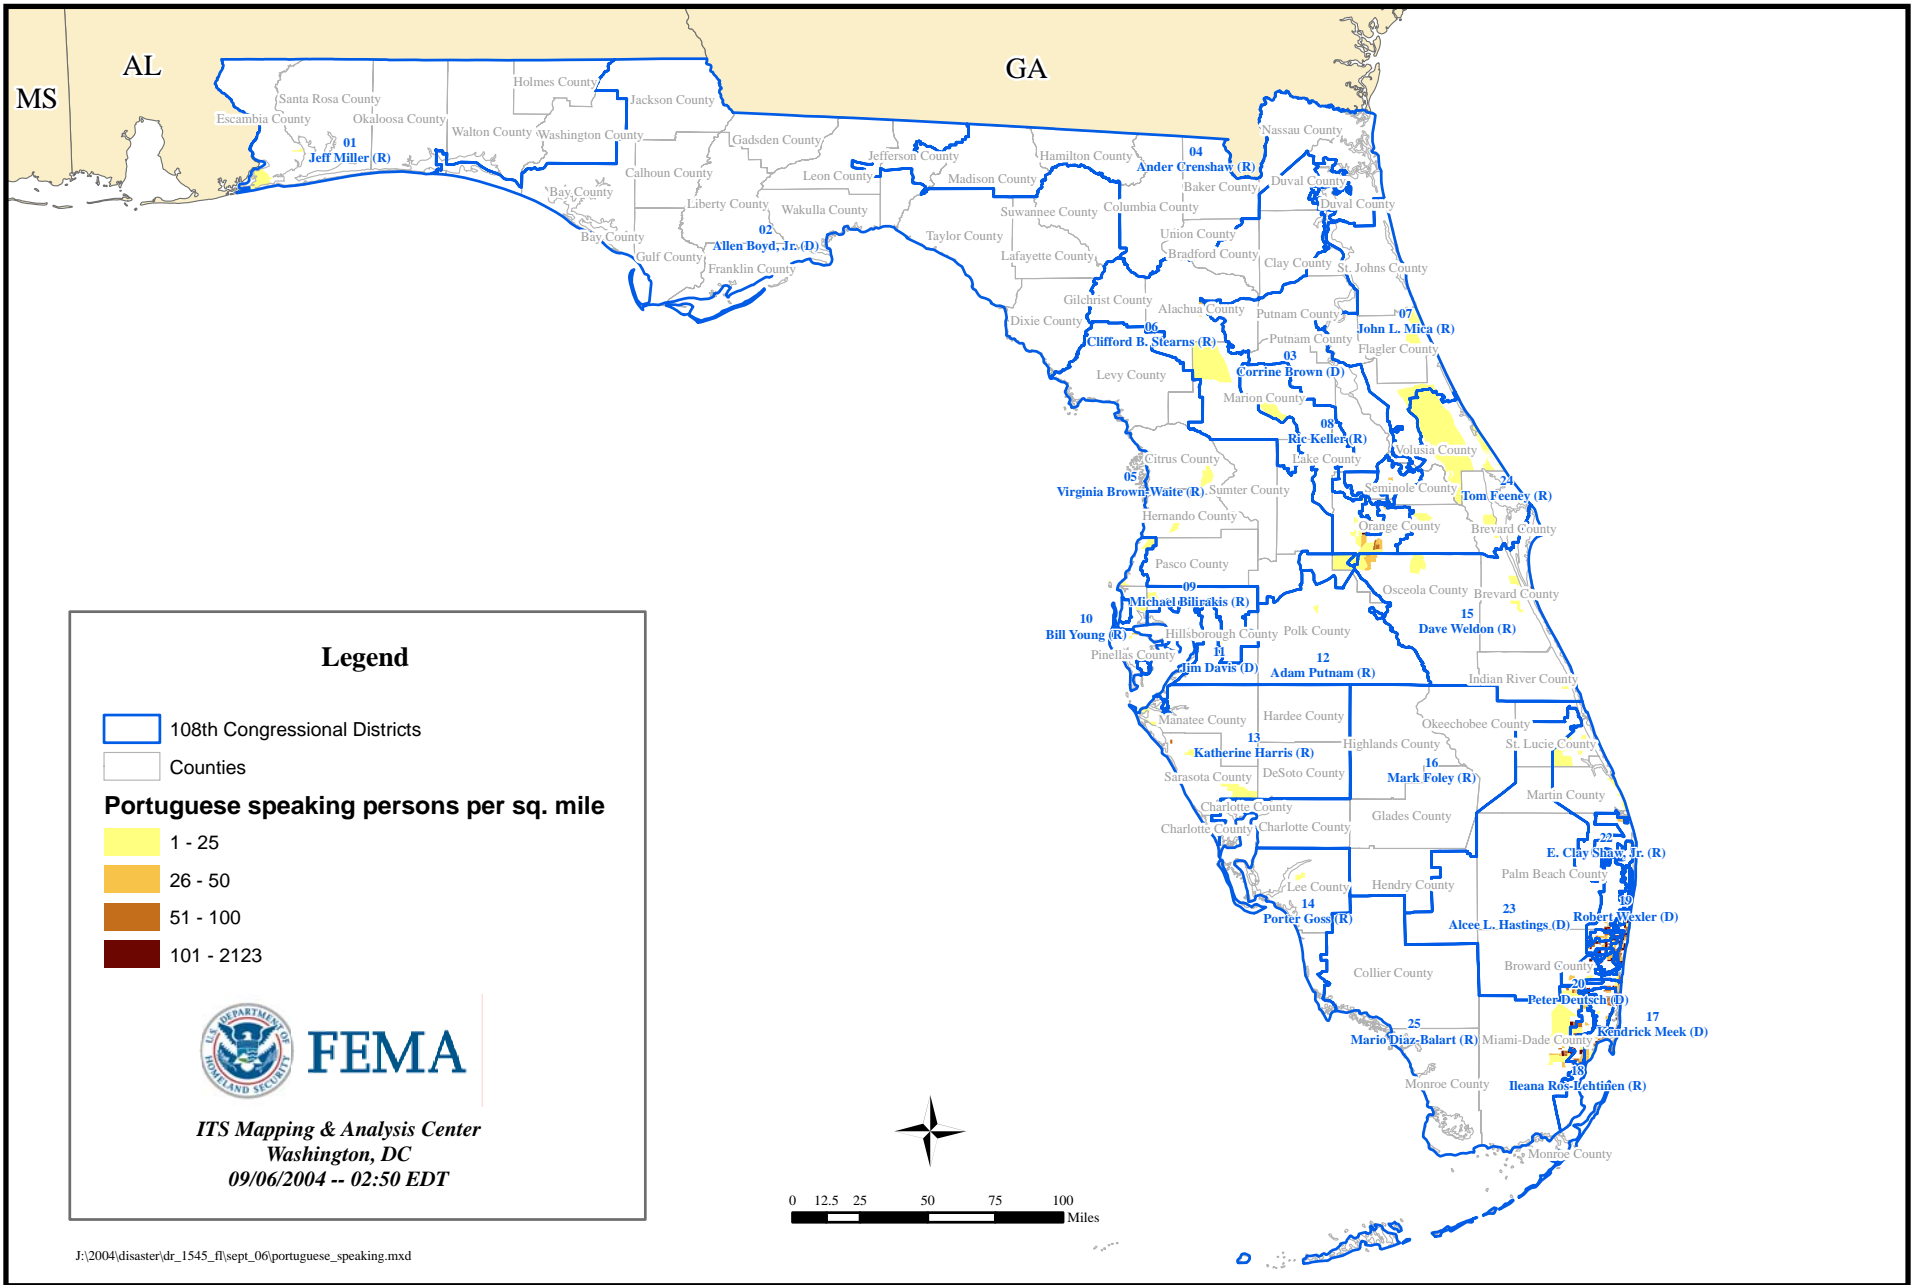 MS
AL
GA
Holmes County
Santa Rosa County
Jackson County
Escambia County
Okaloosa County
Walton County
Washington County
01
Jeff Miller (R)
Gadsden County
Jefferson County
Hamilton County
Leon County
Madison County
Calhoun County
Bay County
Liberty County
Wakulla County
Suwannee County
Columbia County
04
Ander Crenshaw (R)
Baker County
Nassau County
Duval County
Duval County
02
Allen Boyd, Jr. (D)
Bay County
Gulf County
Franklin County
Taylor County
Lafayette County
Union County
Bradford County
Clay County
St. Johns County
Gilchrist County
Alachua County
Putnam County
Dixie County
06
Clifford B. Stearns (R)
Putnam County
07
John L. Mica (R)
Flagler County
03
Corrine Brown (D)
Levy County
Marion County
08
Ric Keller (R)
Volusia County
Citrus County
Lake County
05
Virginia Brown-Waite (R)
Sumter County
Seminole County
24
Tom Feeney (R)
Hernando County
Orange County
Brevard County
Pasco County
Osceola County
Brevard County
09
Michael Bilirakis (R)
10
Bill Young (R)
Hillsborough County
Polk County
15
Dave Weldon (R)
Pinellas County
11
Jim Davis (D)
12
Adam Putnam (R)
Indian River County
Manatee County
Hardee County
Okeechobee County
13
Katherine Harris (R)
Highlands County
St. Lucie County
Sarasota County
DeSoto County
16
Mark Foley (R)
Martin County
Charlotte County
Charlotte County
Charlotte County
Glades County
22
E. Clay Shaw, Jr. (R)
Palm Beach County
Lee County
Hendry County
14
Porter Goss (R)
23
Alcee L. Hastings (D)
19
Robert Wexler (D)
Collier County
Broward County
20
Peter Deutsch (D)
17
Kendrick Meek (D)
25
Mario Diaz-Balart (R)
Miami-Dade County
18
Ileana Ros-Lehtinen (R)
Monroe County
Monroe County
Legend
108th Congressional Districts
Counties
Portuguese speaking persons per sq. mile
1 - 25
26 - 50
51 - 100
101 - 2123
U.S. DEPARTMENT OF HOMELAND SECURITY
FEMA
ITS Mapping & Analysis Center
Washington, DC
09/06/2004 -- 02:50 EDT
0 12.5 25 50 75 100
Miles
J:\2004\disaster\dr_1545_fl\sept_06\portuguese_speaking.mxd